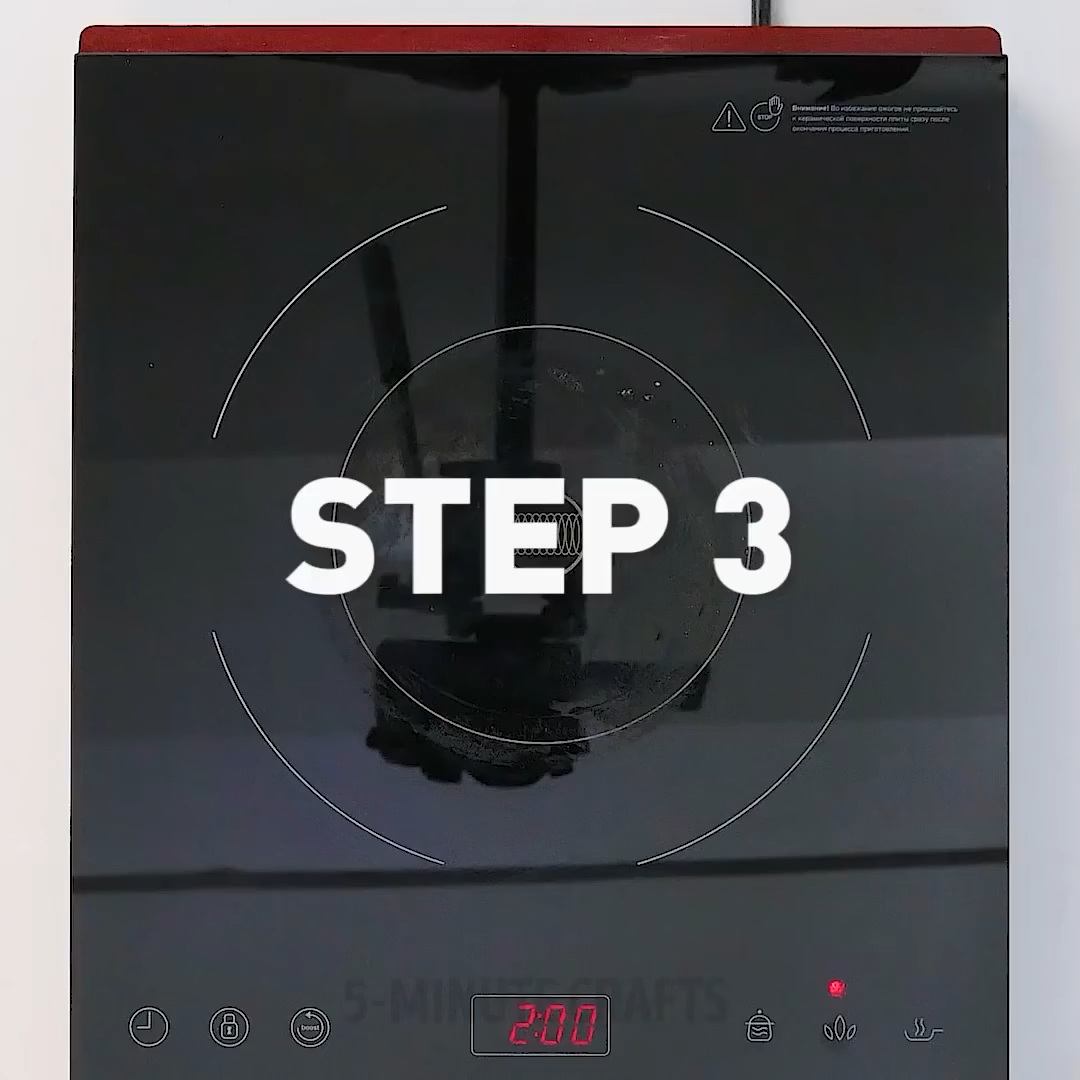 STOP
Внимание! Во избежание ожогов не прикасайтесь
к керамической поверхности плиты сразу после
окончания процесса приготовления.
STEP 3
5-MINUTE CRAFTS
boost
2:00